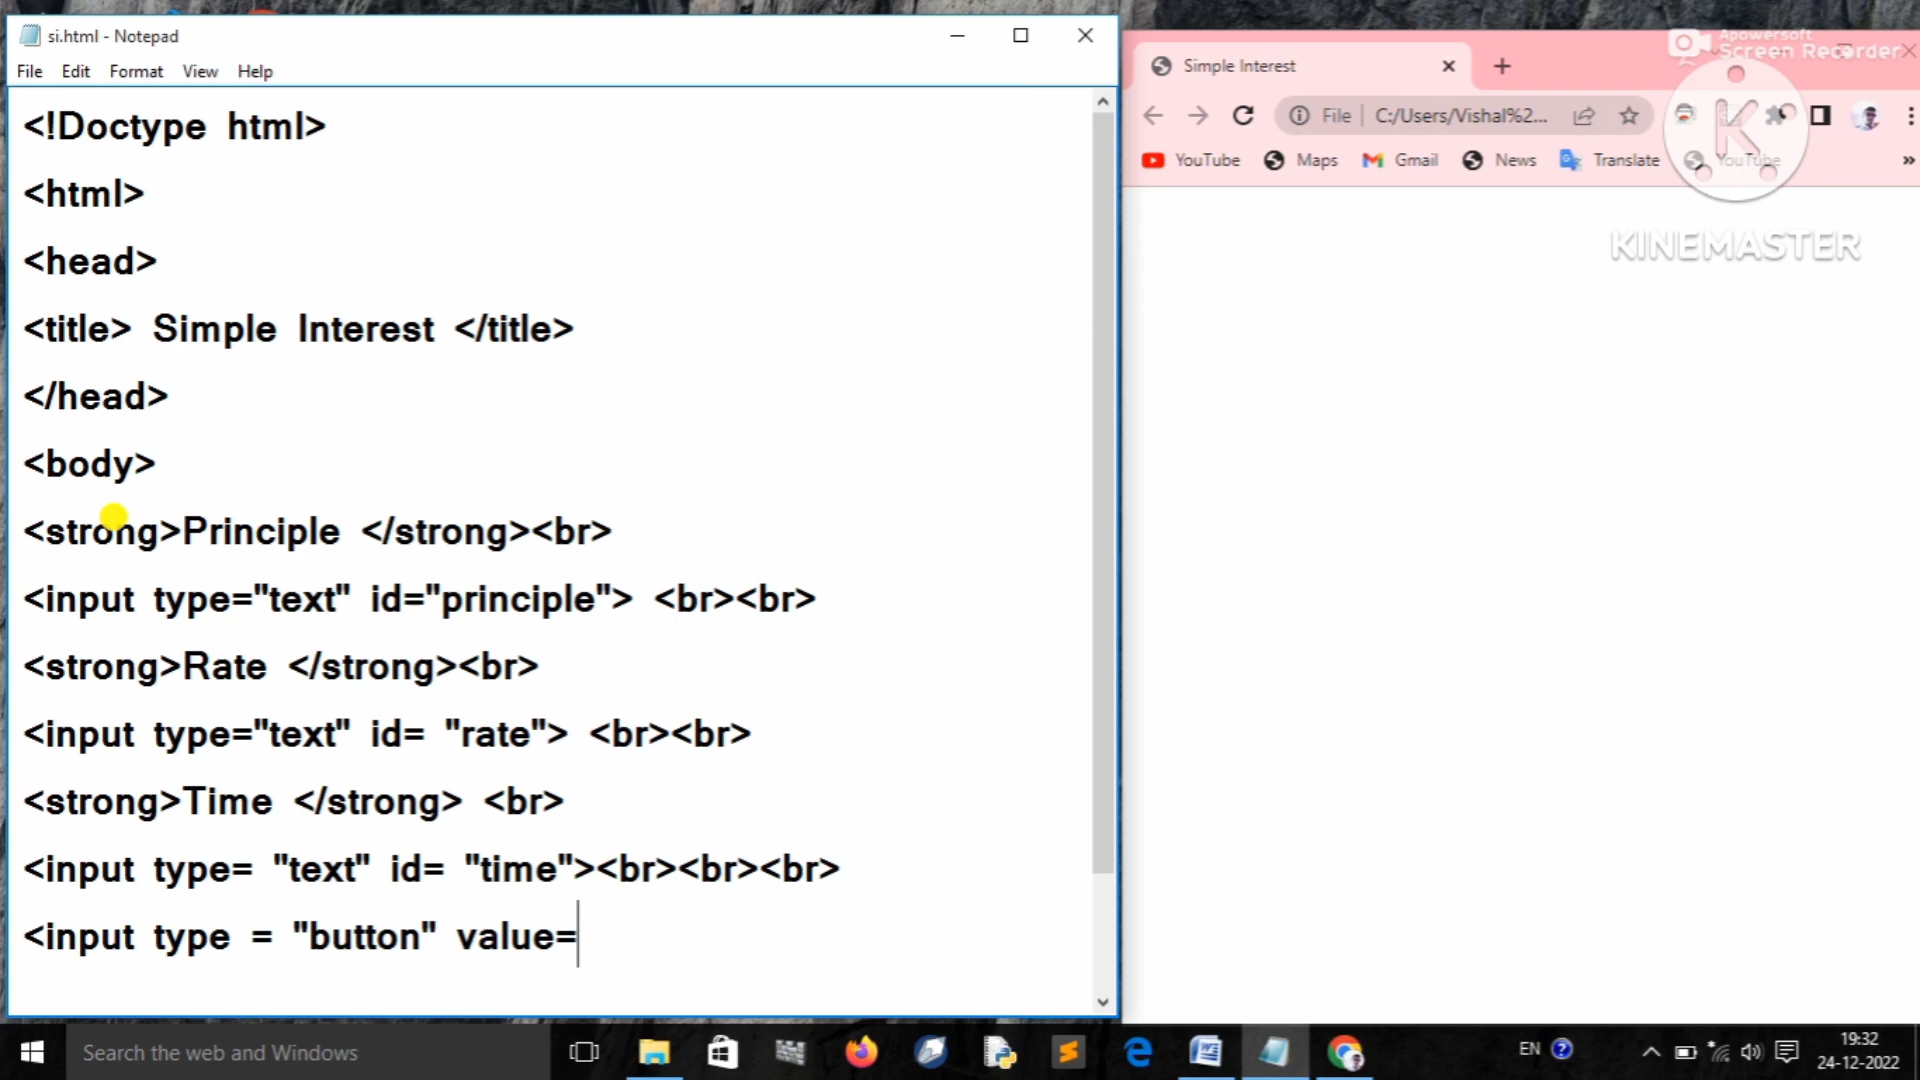 si.html - Notepad
File Edit Format View Help
<!Doctype html>
<html>
<head>
<title> Simple Interest </title>
</head>
<body>
<strong>Principle </strong><br>
<input type="text" id="principle"> <br><br>
<strong>Rate </strong><br>
<input type="text" id= "rate"> <br><br>
<strong>Time </strong> <br>
<input type= "text" id= "time"><br><br><br>
<input type = "button" value=
Apowersoft
Screen Recorder
Simple Interest
File C:/Users/Vishal%2...
YouTube Maps Gmail News Translate YouTube
KINEMASTER
Search the web and Windows
EN
19:32
24-12-2022